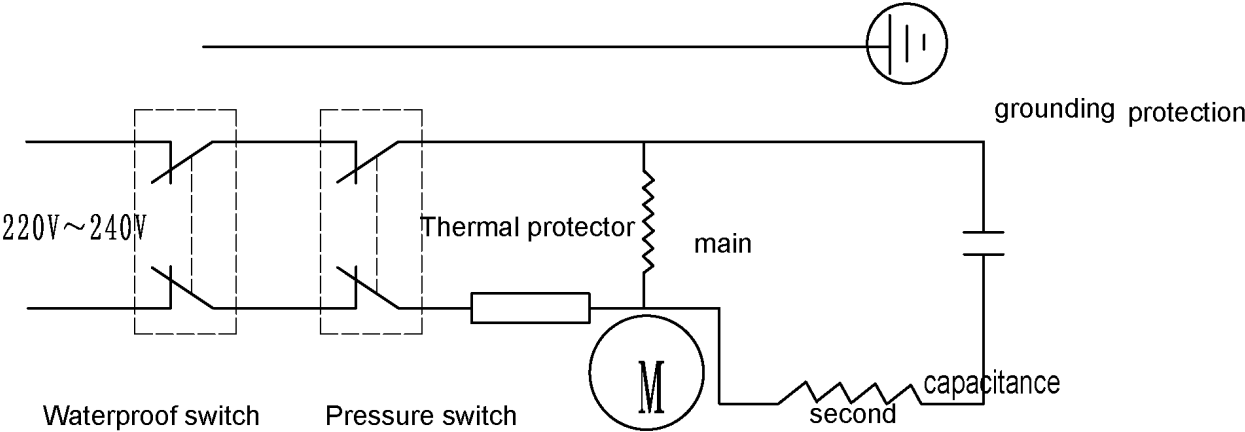 grounding protection
220V～240V
Thermal protector
main
M
capacitance
second
Waterproof switch
Pressure switch